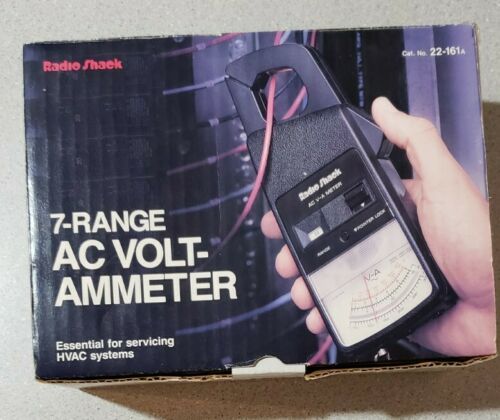 Radio Shack
Cat. No. 22-161A
7-RANGE
AC VOLT-
AMMETER
Essential for servicing
HVAC systems
Radio Shack
AC V-A METER
RANGE
POINTER LOCK
V-A